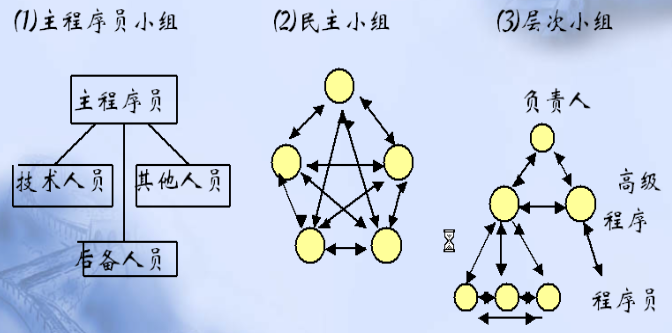 (1)主程序员小组
(2)民主小组
(3)层次小组
主程序员
技术人员
其他人员
后备人员
负责人
高级
程序
程序员